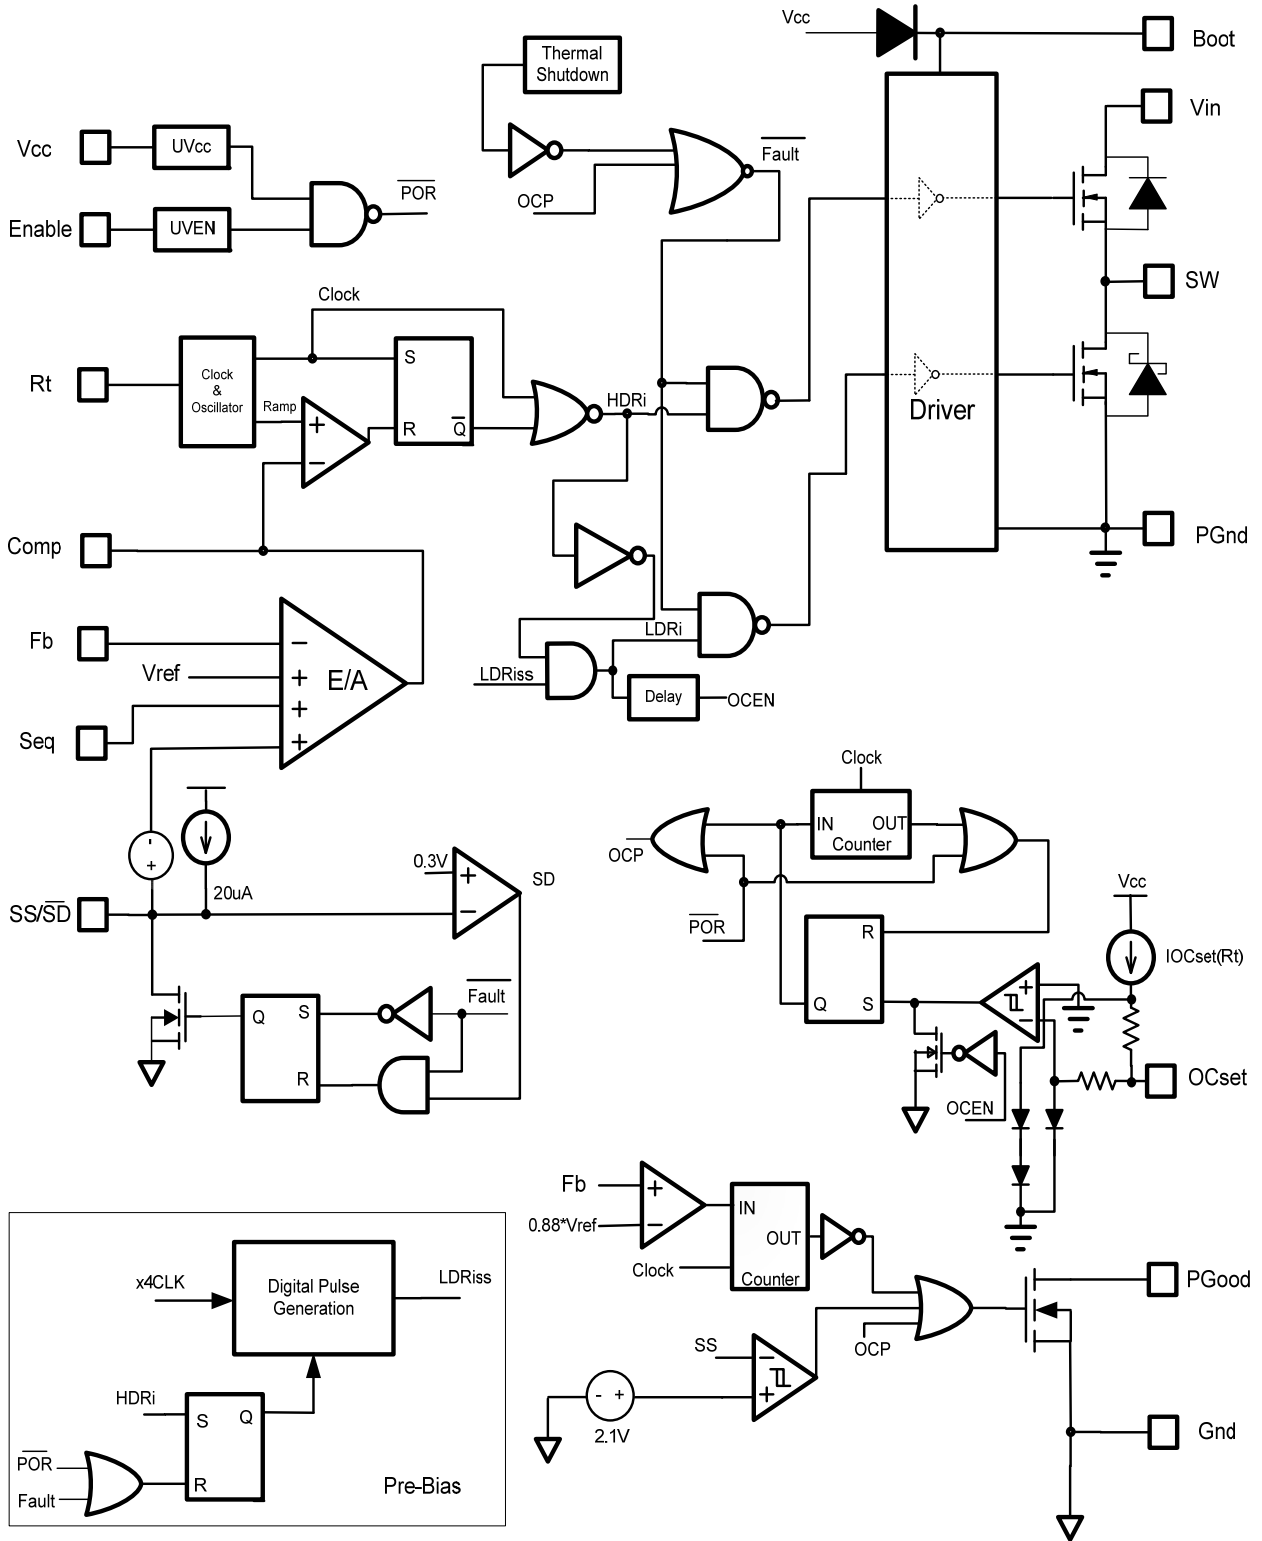 Vcc
Boot
Thermal
Shutdown
Vin
Vcc
UVcc
Fault
POR
OCP
Enable
UVEN
SW
Clock
Rt
Clock
&
Oscillator
Ramp
S
R
Q
+
−
HDRi
Driver
Comp
PGnd
Fb
Vref
Seq
−
+
+
+
E/A
LDRi
LDRiss
Delay
OCEN
Clock
IN
OUT
Counter
OCP
POR
-
+
20uA
0.3V
+
−
SD
SS/SD
Vcc
IOCset(Rt)
R
Q
S
+
−
OCset
OCEN
Q
S
R
Fault
Fb
+
0.88*Vref
−
IN
OUT
Clock
Counter
PGood
OCP
SS
−
+
- +
2.1V
Gnd
x4CLK
Digital Pulse
Generation
LDRiss
HDRi
S
Q
R
POR
Fault
Pre-Bias